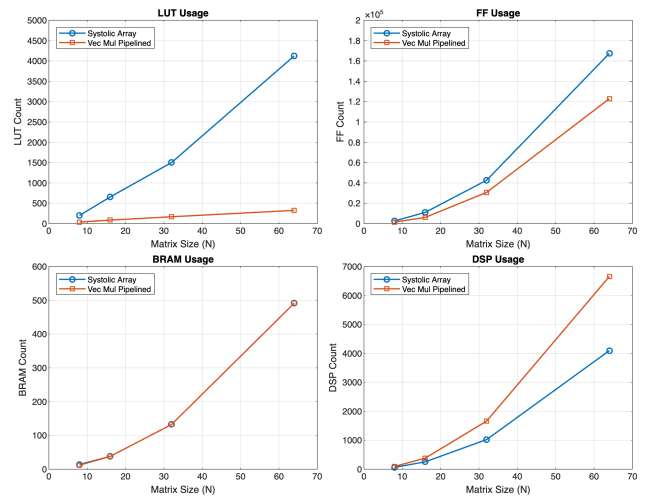 LUT Usage
5000
4500
4000
3500
3000
2500
2000
1500
1000
500
0
LUT Count
Systolic Array
Vec Mul Pipelined
0 10 20 30 40 50 60 70
Matrix Size (N)
FF Usage
×10⁵
2
1.8
1.6
1.4
1.2
1
0.8
0.6
0.4
0.2
0
FF Count
Systolic Array
Vec Mul Pipelined
0 10 20 30 40 50 60 70
Matrix Size (N)
BRAM Usage
600
500
400
300
200
100
0
BRAM Count
Systolic Array
Vec Mul Pipelined
0 10 20 30 40 50 60 70
Matrix Size (N)
DSP Usage
7000
6000
5000
4000
3000
2000
1000
0
DSP Count
Systolic Array
Vec Mul Pipelined
0 10 20 30 40 50 60 70
Matrix Size (N)